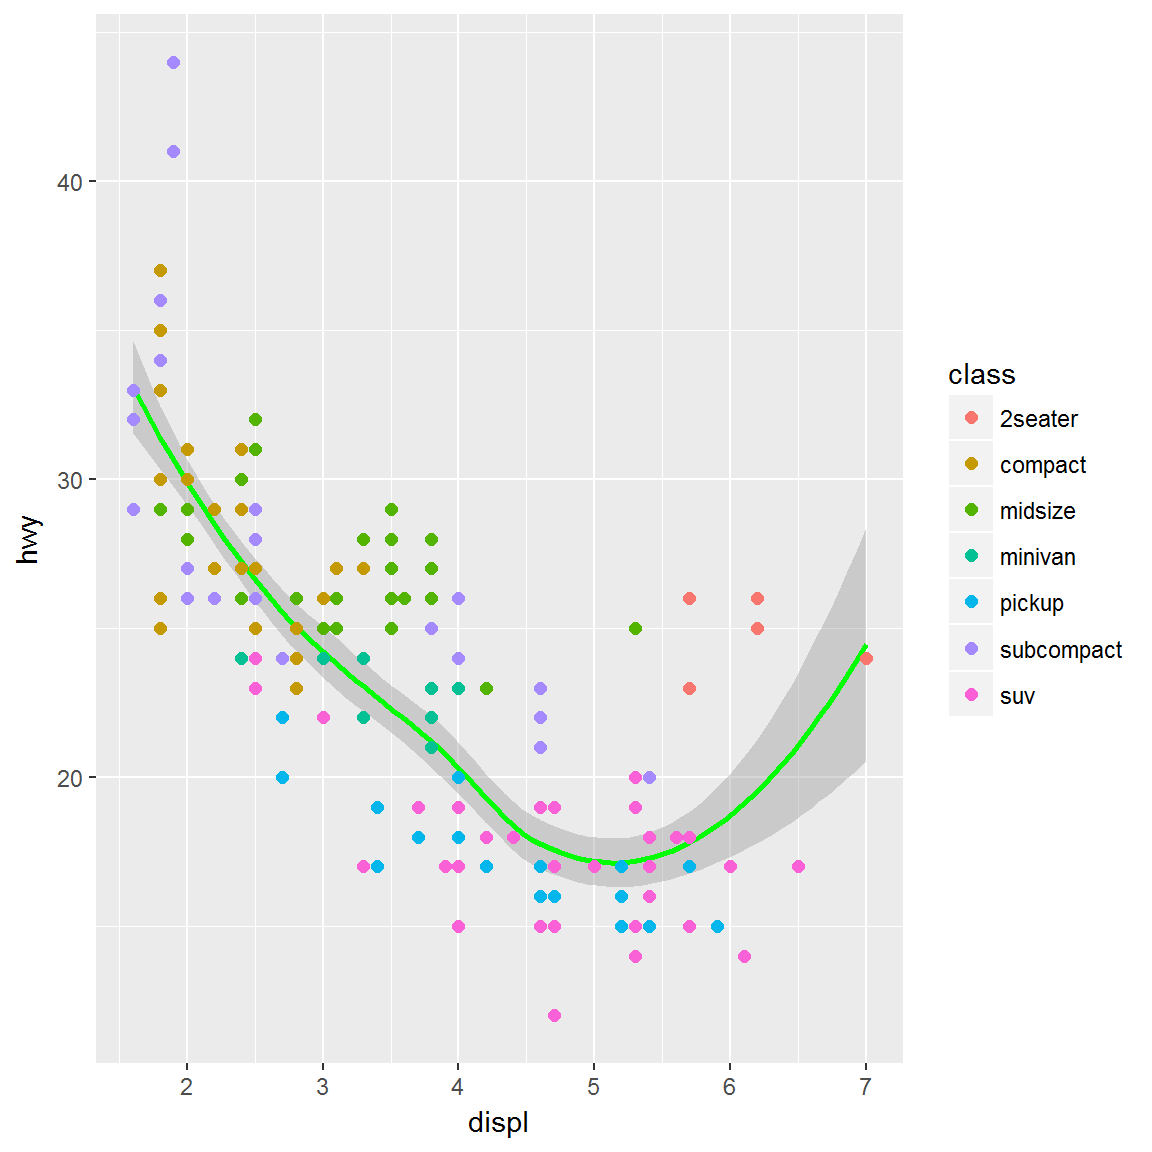 hwy
40
30
20
2
3
4
5
6
7
displ
class
2seater
compact
midsize
minivan
pickup
subcompact
suv